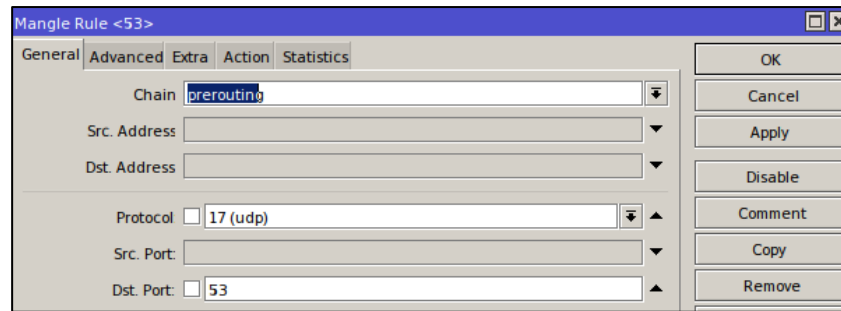 Mangle Rule <53>
General Advanced Extra Action Statistics
Chain prerouting
Src. Address
Dst. Address
Protocol 17 (udp)
Src. Port:
Dst. Port: 53
OK
Cancel
Apply
Disable
Comment
Copy
Remove